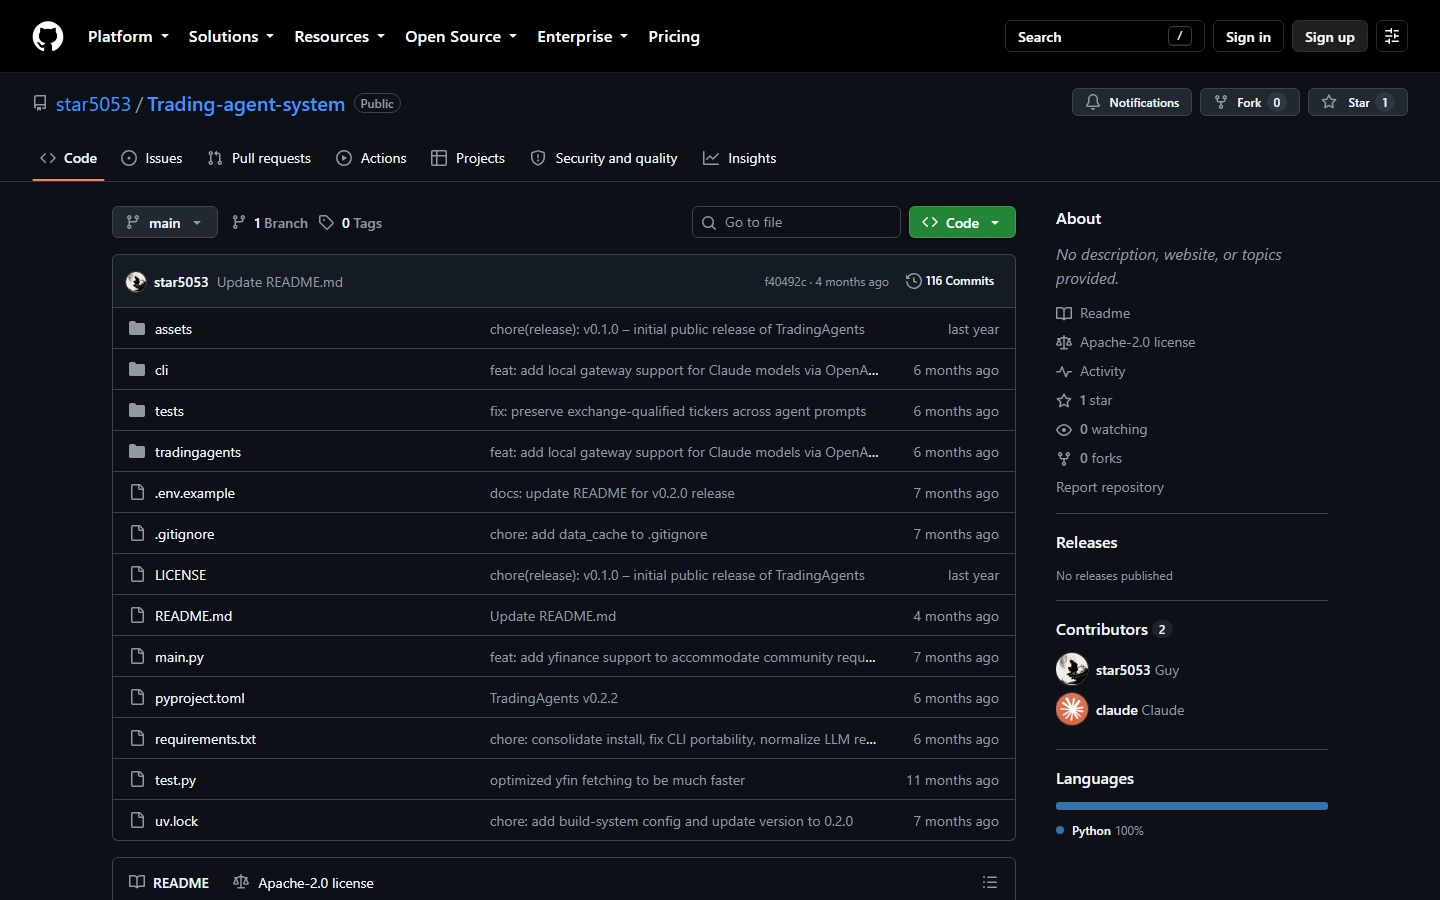 Platform Solutions Resources Open Source Enterprise Pricing Search / Sign in Sign up
star5053 / Trading-agent-system Public Notifications Fork 0 Star 1
Code Issues Pull requests Actions Projects Security and quality Insights
main 1 Branch 0 Tags Go to file Code
star5053 Update README.md f40492c · 4 months ago 116 Commits
assets chore(release): v0.1.0 – initial public release of TradingAgents last year
cli feat: add local gateway support for Claude models via OpenA... 6 months ago
tests fix: preserve exchange-qualified tickers across agent prompts 6 months ago
tradingagents feat: add local gateway support for Claude models via OpenA... 6 months ago
.env.example docs: update README for v0.2.0 release 7 months ago
.gitignore chore: add data_cache to .gitignore 7 months ago
LICENSE chore(release): v0.1.0 – initial public release of TradingAgents last year
README.md Update README.md 4 months ago
main.py feat: add yfinance support to accommodate community requ... 7 months ago
pyproject.toml TradingAgents v0.2.2 6 months ago
requirements.txt chore: consolidate install, fix CLI portability, normalize LLM re... 6 months ago
test.py optimized yfin fetching to be much faster 11 months ago
uv.lock chore: add build-system config and update version to 0.2.0 7 months ago
README Apache-2.0 license
About
No description, website, or topics
provided.
Readme
Apache-2.0 license
Activity
1 star
0 watching
0 forks
Report repository
Releases
No releases published
Contributors 2
star5053 Guy
claude Claude
Languages
Python 100%